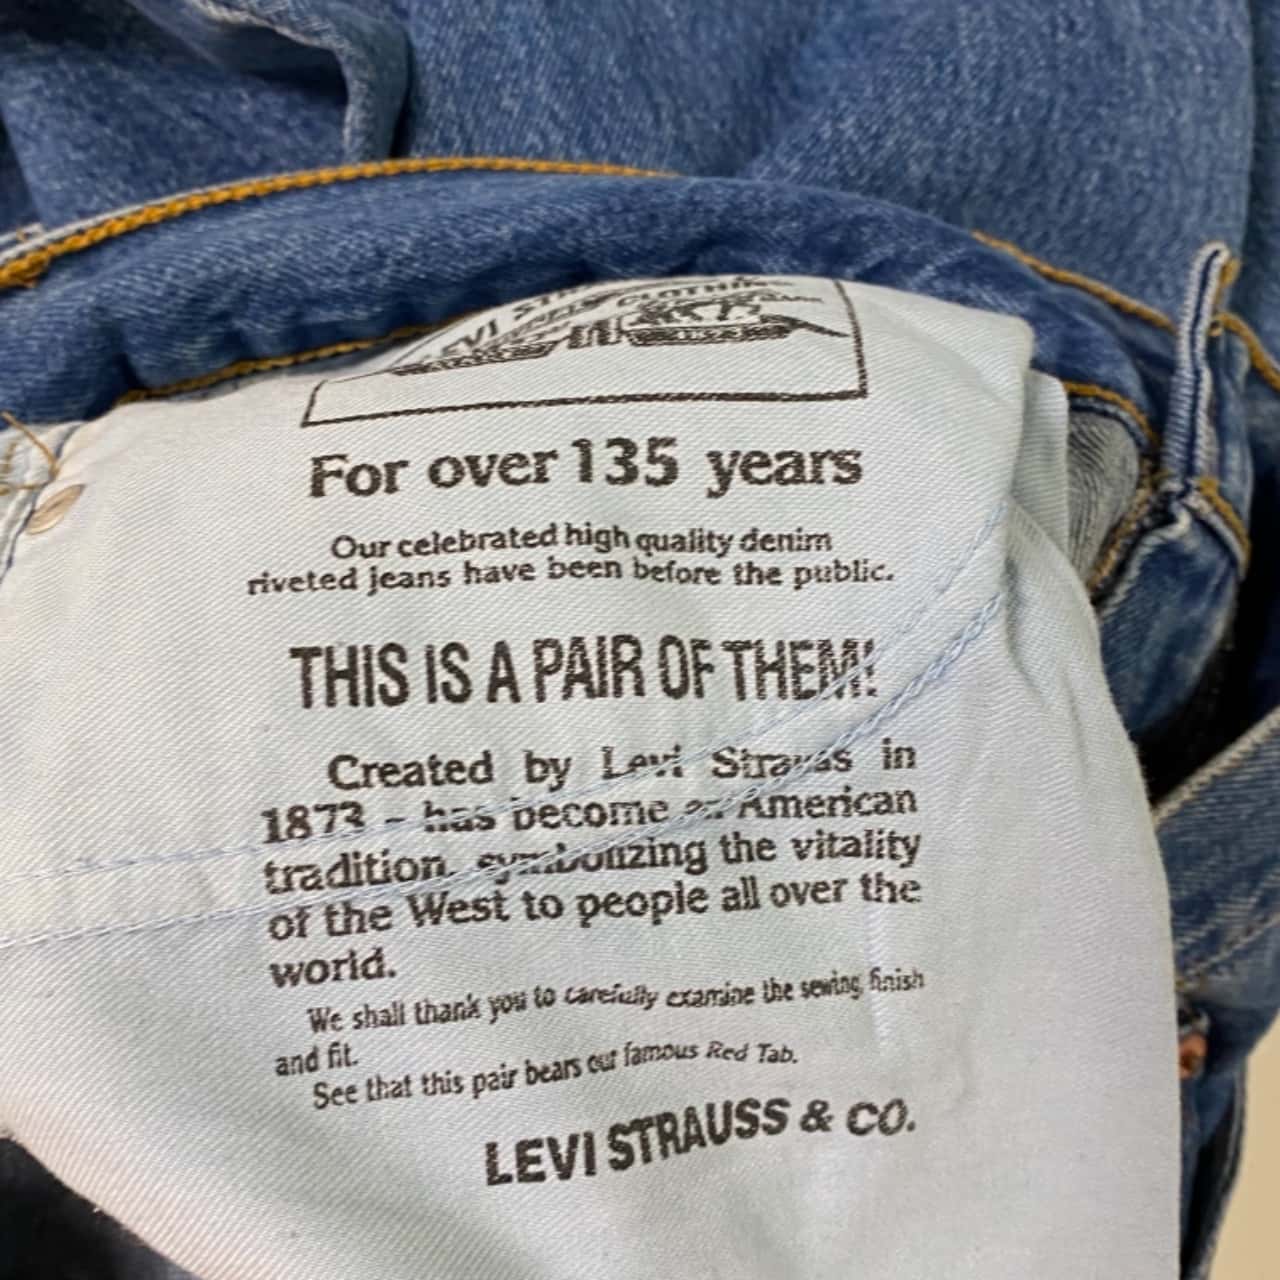 LEVI
CLOTHIN
For over 135 years
Our celebrated high quality denim
riveted jeans have been before the public.
THIS IS A PAIR OF THEM!
Created by Levi Strauss in
1873 – has become an American
tradition, symbolizing the vitality
of the West to people all over the
world.
We shall thank you to carefully examine the sewing, finish
and fit.
See that this pair bears our famous Red Tab.
LEVI STRAUSS & CO.